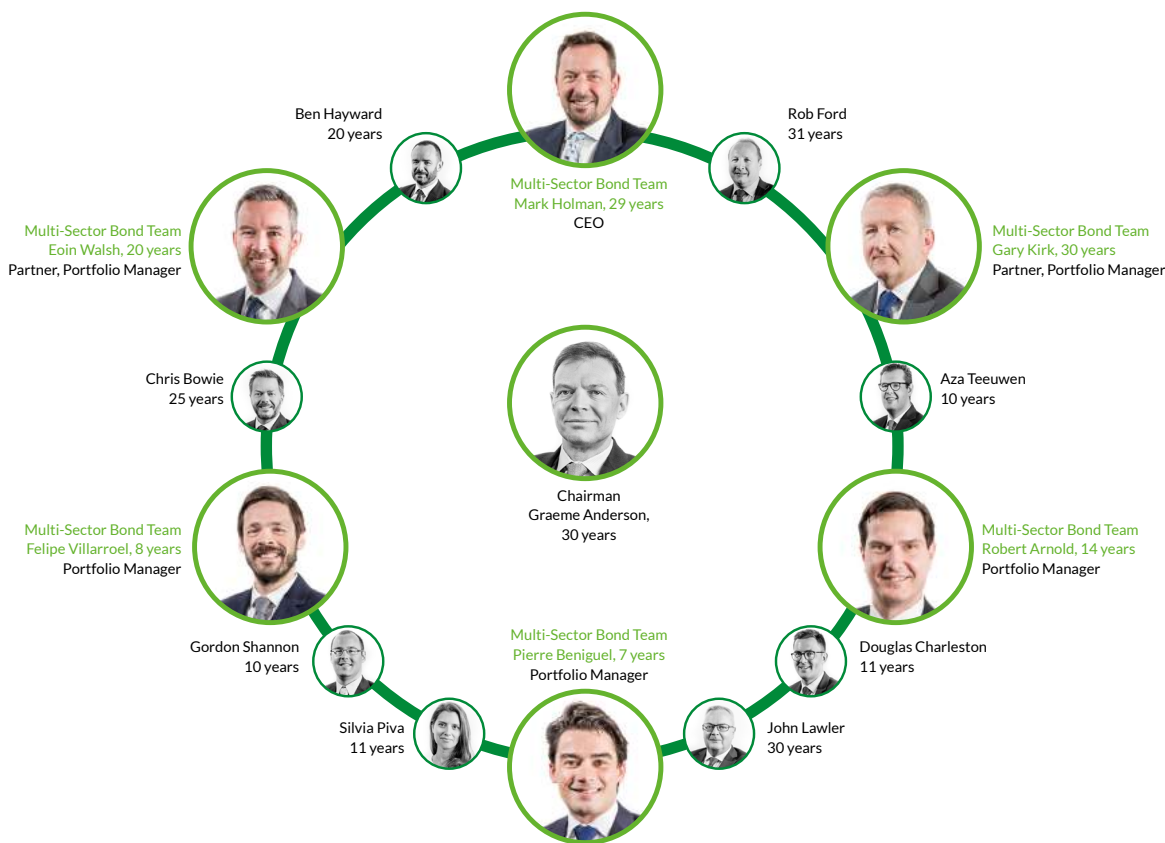 Ben Hayward
20 years
Rob Ford
31 years
Multi-Sector Bond Team
Mark Holman, 29 years
CEO
Multi-Sector Bond Team
Eoin Walsh, 20 years
Partner, Portfolio Manager
Multi-Sector Bond Team
Gary Kirk, 30 years
Partner, Portfolio Manager
Chris Bowie
25 years
Aza Teeuwen
10 years
Chairman
Graeme Anderson,
30 years
Multi-Sector Bond Team
Felipe Villarroel, 8 years
Portfolio Manager
Multi-Sector Bond Team
Robert Arnold, 14 years
Portfolio Manager
Gordon Shannon
10 years
Multi-Sector Bond Team
Pierre Beniguel, 7 years
Portfolio Manager
Douglas Charleston
11 years
Silvia Piva
11 years
John Lawler
30 years